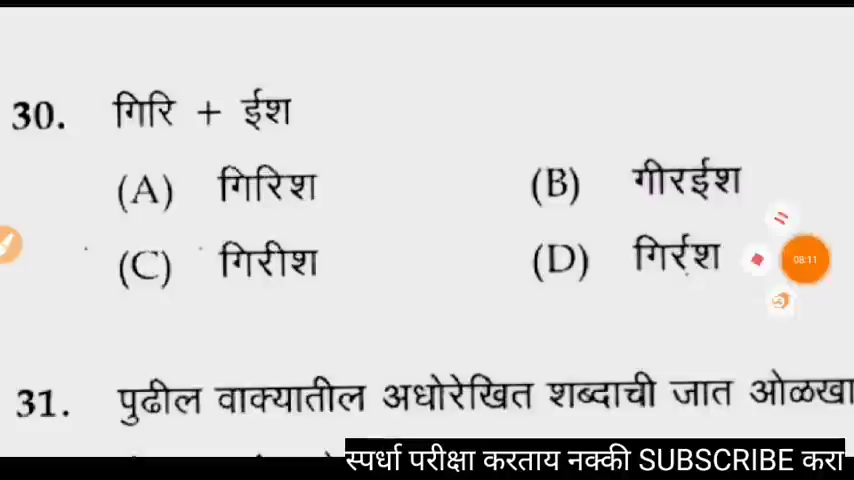 30. गिरि + ईश
(A) गिरिश (B) गीरईश
(C) गिरीश (D) गिर्रश
08:11
31. पुढील वाक्यातील अधोरेखित शब्दाची जात ओळखा
स्पर्धा परीक्षा करताय नक्की SUBSCRIBE करा